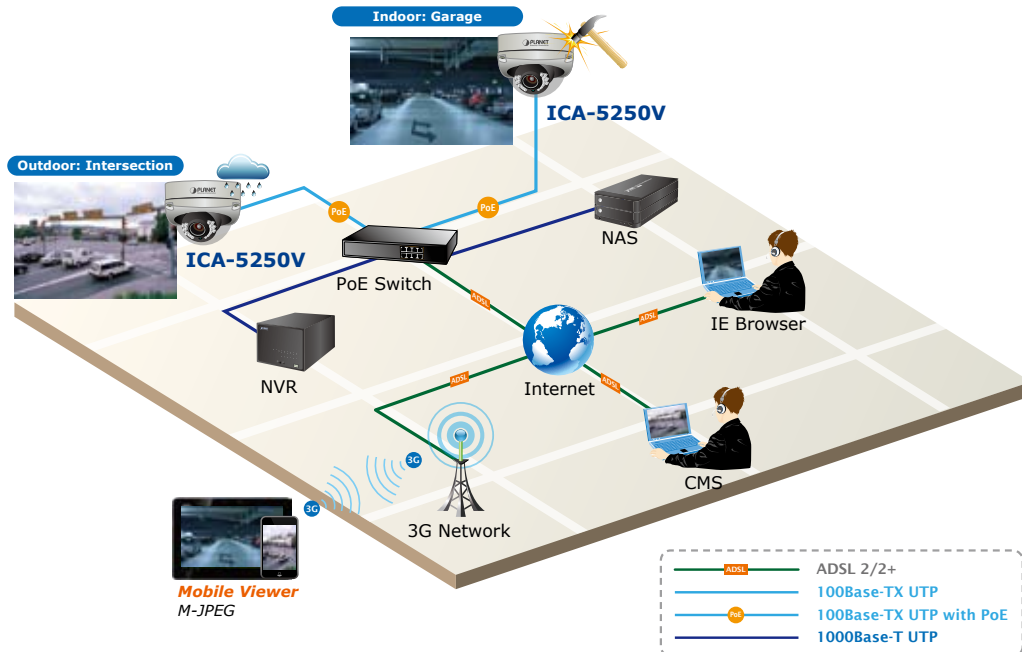 Indoor: Garage
PLANET
ICA-5250V
Outdoor: Intersection
PLANET
ICA-5250V
PoE
PoE
NAS
PoE Switch
ADSL
ADSL
IE Browser
NVR
ADSL
Internet
ADSL
CMS
3G
3G
3G Network
Mobile Viewer
M-JPEG
ADSL
ADSL 2/2+
100Base-TX UTP
PoE
100Base-TX UTP with PoE
1000Base-T UTP